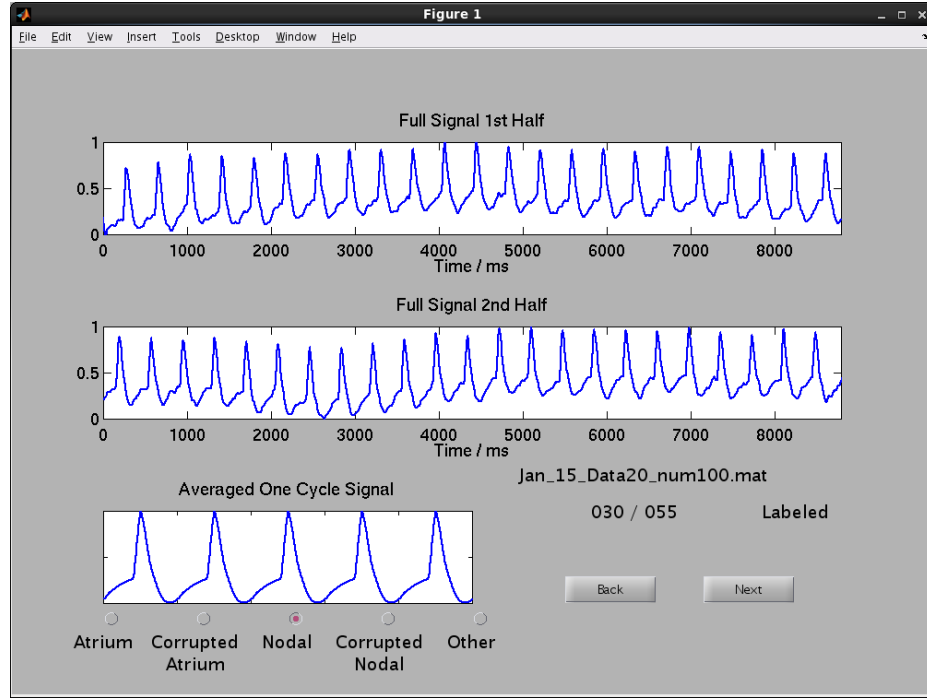 Figure 1
File Edit View Insert Tools Desktop Window Help
Full Signal 1st Half
1
0.5
0
0 1000 2000 3000 4000 5000 6000 7000 8000
Time / ms
Full Signal 2nd Half
1
0.5
0
0 1000 2000 3000 4000 5000 6000 7000 8000
Time / ms
Jan_15_Data20_num100.mat
Averaged One Cycle Signal
030 / 055 Labeled
Back Next
Atrium Corrupted Nodal Corrupted Other
Atrium Nodal